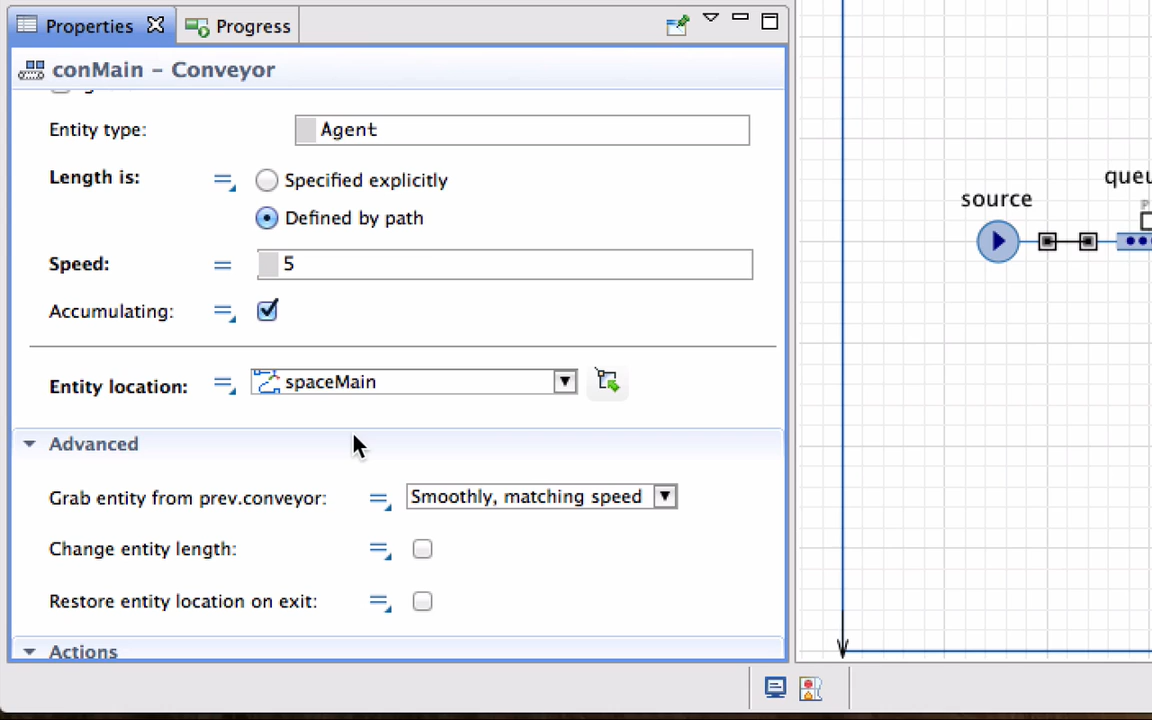 Properties
Progress
conMain – Conveyor
Entity type:
Agent
Length is:
Specified explicitly
Defined by path
Speed:
5
Accumulating:
Entity location:
spaceMain
Advanced
Grab entity from prev.conveyor:
Smoothly, matching speed
Change entity length:
Restore entity location on exit:
Actions
source
queu